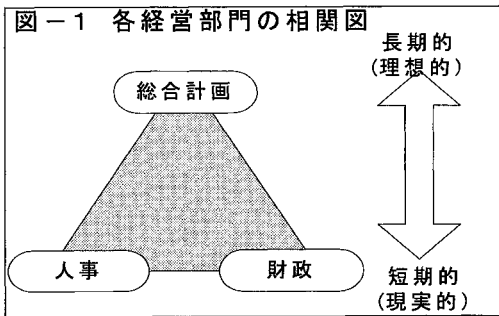 図－1 各経営部門の相関図
長期的
(理想的)
総合計画
人事
財政
短期的
(現実的)